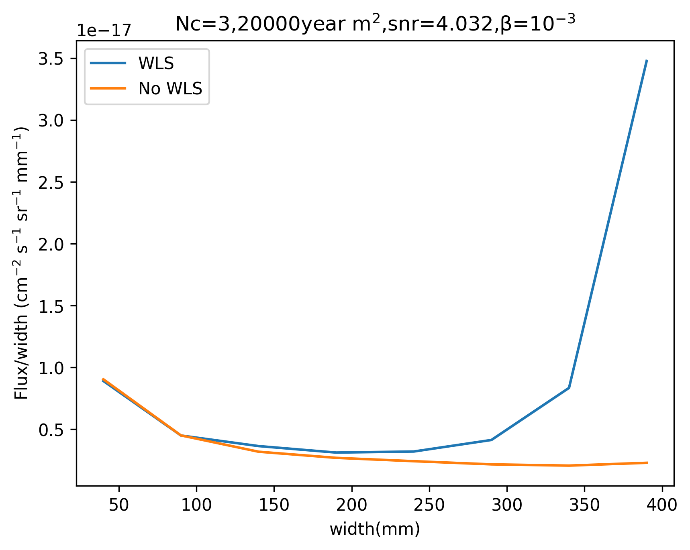 Nc=3,20000year m²,snr=4.032,β=10⁻³
1e−17
WLS
No WLS
3.5
3.0
2.5
2.0
1.5
1.0
0.5
Flux/width (cm⁻² s⁻¹ sr⁻¹ mm⁻¹)
50 100 150 200 250 300 350 400
width(mm)